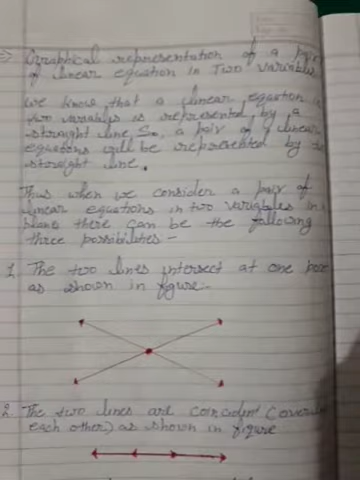 => Graphical representation of a pair
of linear equation in Two variables
We know that a linear equation in
two variables is represented by a
straight line, So, a pair of linear
equations will be represented by two
straight line.
Thus when we consider a pair of
linear equations in two variables in a
plane there can be the following
three possibilities-
1. The two lines intersect at one point
as shown in figure-
2. The two lines are coincident (
each other) as shown in figure